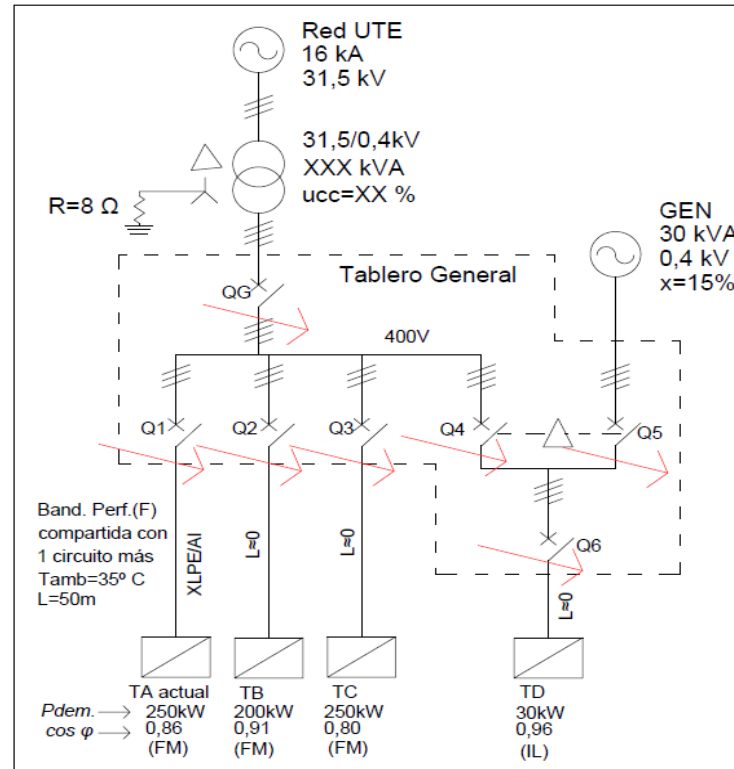 Red UTE
16 kA
31,5 kV
31,5/0,4kV
XXX kVA
ucc=XX %
R=8 Ω
GEN
30 kVA
0,4 kV
x=15%
Tablero General
QG
400V
Q1
Q2
Q3
Q4
Q5
Q6
Band. Perf.(F)
compartida con
1 circuito más
Tamb=35º C
L=50m
XLPE/Al
L≈0
L≈0
L≈0
TA actual
TB
TC
TD
Pdem.
250kW
200kW
250kW
30kW
cos φ
0,86
0,91
0,80
0,96
(FM)
(FM)
(FM)
(IL)